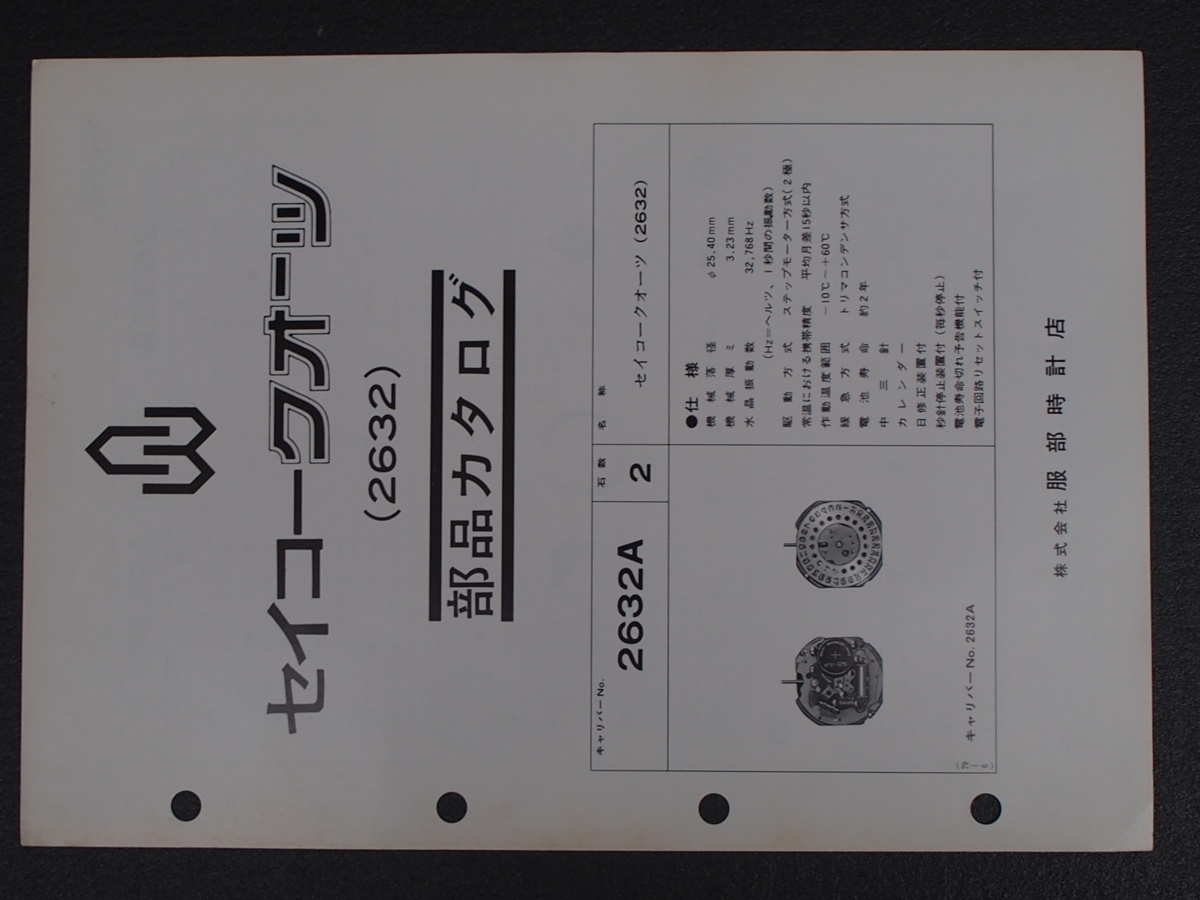 セイコークオーツ
(2632)
部品カタログ
キャリバーNo.
2632A
石数
2
名称
セイコークオーツ (2632)
●仕様
機械落径 φ25.40mm
機械厚ミ 3.23mm
水晶振動数 32,768Hz
(Hz=ヘルツ、1秒間の振動数)
駆動方式 ステップモーター方式(2極)
常温における携帯精度 平均月差15秒以内
作動温度範囲 −10℃〜+60℃
緩急方式 トリマコンデンサ方式
電池寿命 約2年
中三針
カレンダー
日修正装置付
秒針停止装置付(毎秒停止)
電池寿命切れ予告機能付
電子回路リセットスイッチ付
キャリバーNo.2632A
(79-6)
株式会社 服部時計店